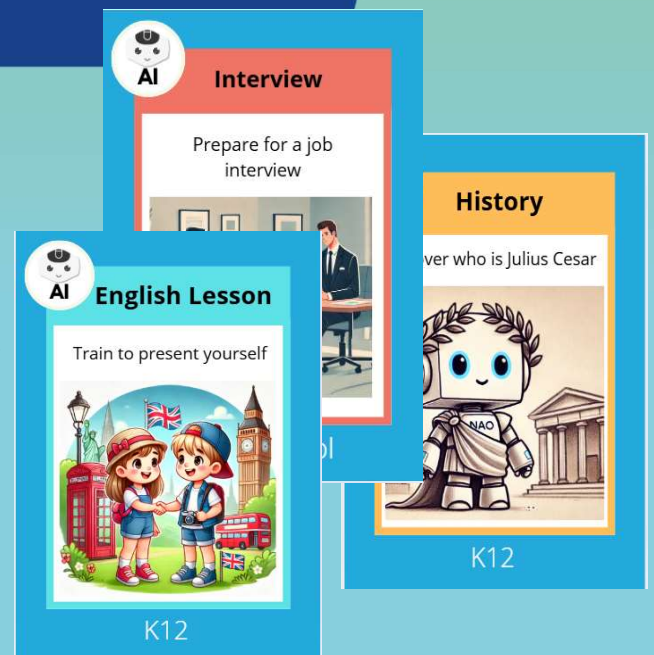 AI
Interview
Prepare for a job
interview
AI
English Lesson
Train to present yourself
K12
History
who is Julius Cesar
NAO
K12